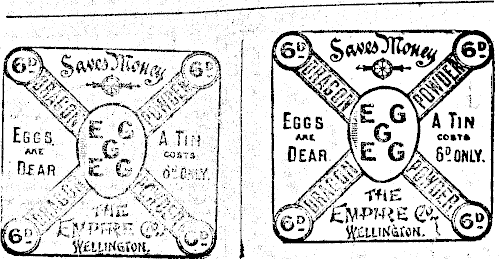 6D Saves Money 6D
DRAGON POWDER
EGGS ARE DEAR
EGG
G
EGG
A TIN COSTS 6D ONLY.
DRAGON POWDER
6D THE 6D
EMPIRE Co.
WELLINGTON.
6D Saves Money 6D
DRAGON POWDER
EGGS ARE DEAR
E G
G
E G
A TIN COSTS 6D ONLY.
DRAGON POWDER
6D THE 6D
EMPIRE Co.
WELLINGTON.